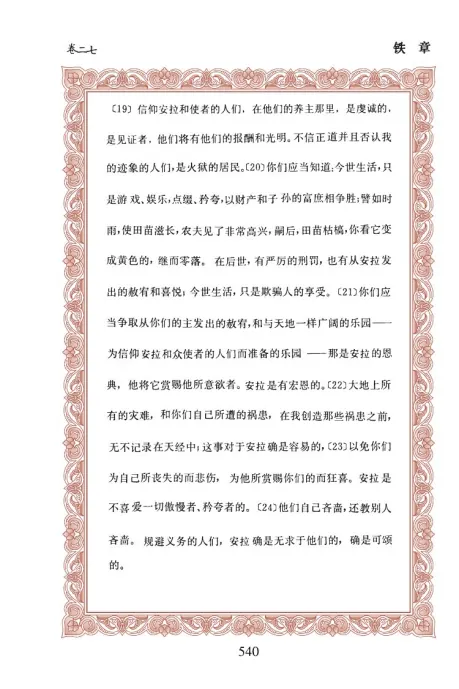 卷二七
铁 章
〔19〕信仰安拉和使者的人们，在他们的养主那里，是虔诚的，
是见证者，他们将有他们的报酬和光明。不信正道并且否认我
的迹象的人们，是火狱的居民。〔20〕你们应当知道：今世生活，只
是游戏、娱乐，点缀、矜夸，以财产和子孙的富庶相争胜；譬如时
雨，使田苗滋长，农夫见了非常高兴，嗣后，田苗枯槁，你看它变
成黄色的，继而零落。在后世，有严厉的刑罚，也有从安拉发
出的赦宥和喜悦；今世生活，只是欺骗人的享受。〔21〕你们应
当争取从你们的主发出的赦宥，和与天地一样广阔的乐园——
为信仰安拉和众使者的人们而准备的乐园——那是安拉的恩
典，他将它赏赐他所意欲者。安拉是有宏恩的。〔22〕大地上所
有的灾难，和你们自己所遭的祸患，在我创造那些祸患之前，
无不记录在天经中；这事对于安拉确是容易的，〔23〕以免你们
为自己所丧失的而悲伤，为他所赏赐你们的而狂喜。安拉是
不喜爱一切傲慢者、矜夸者的。〔24〕他们自己吝啬，还教别人
吝啬。规避义务的人们，安拉确是无求于他们的，确是可颂
的。
540